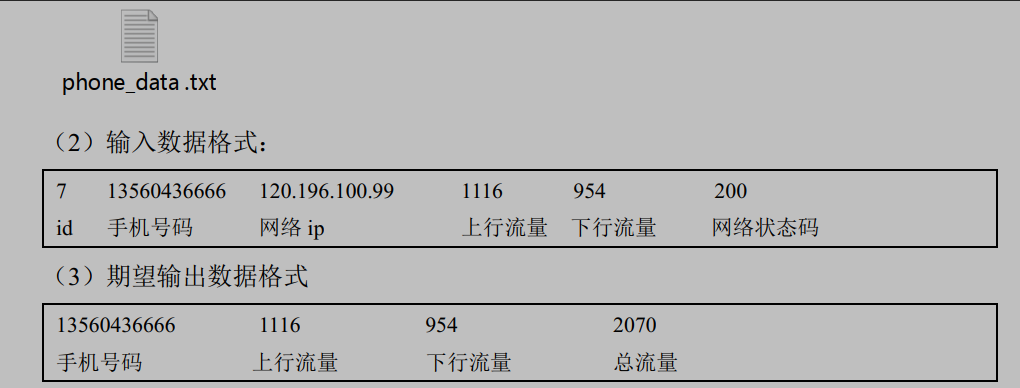 phone_data .txt
（2）输入数据格式：
7 13560436666 120.196.100.99 1116 954 200
id 手机号码 网络 ip 上行流量 下行流量 网络状态码
（3）期望输出数据格式
13560436666 1116 954 2070
手机号码 上行流量 下行流量 总流量